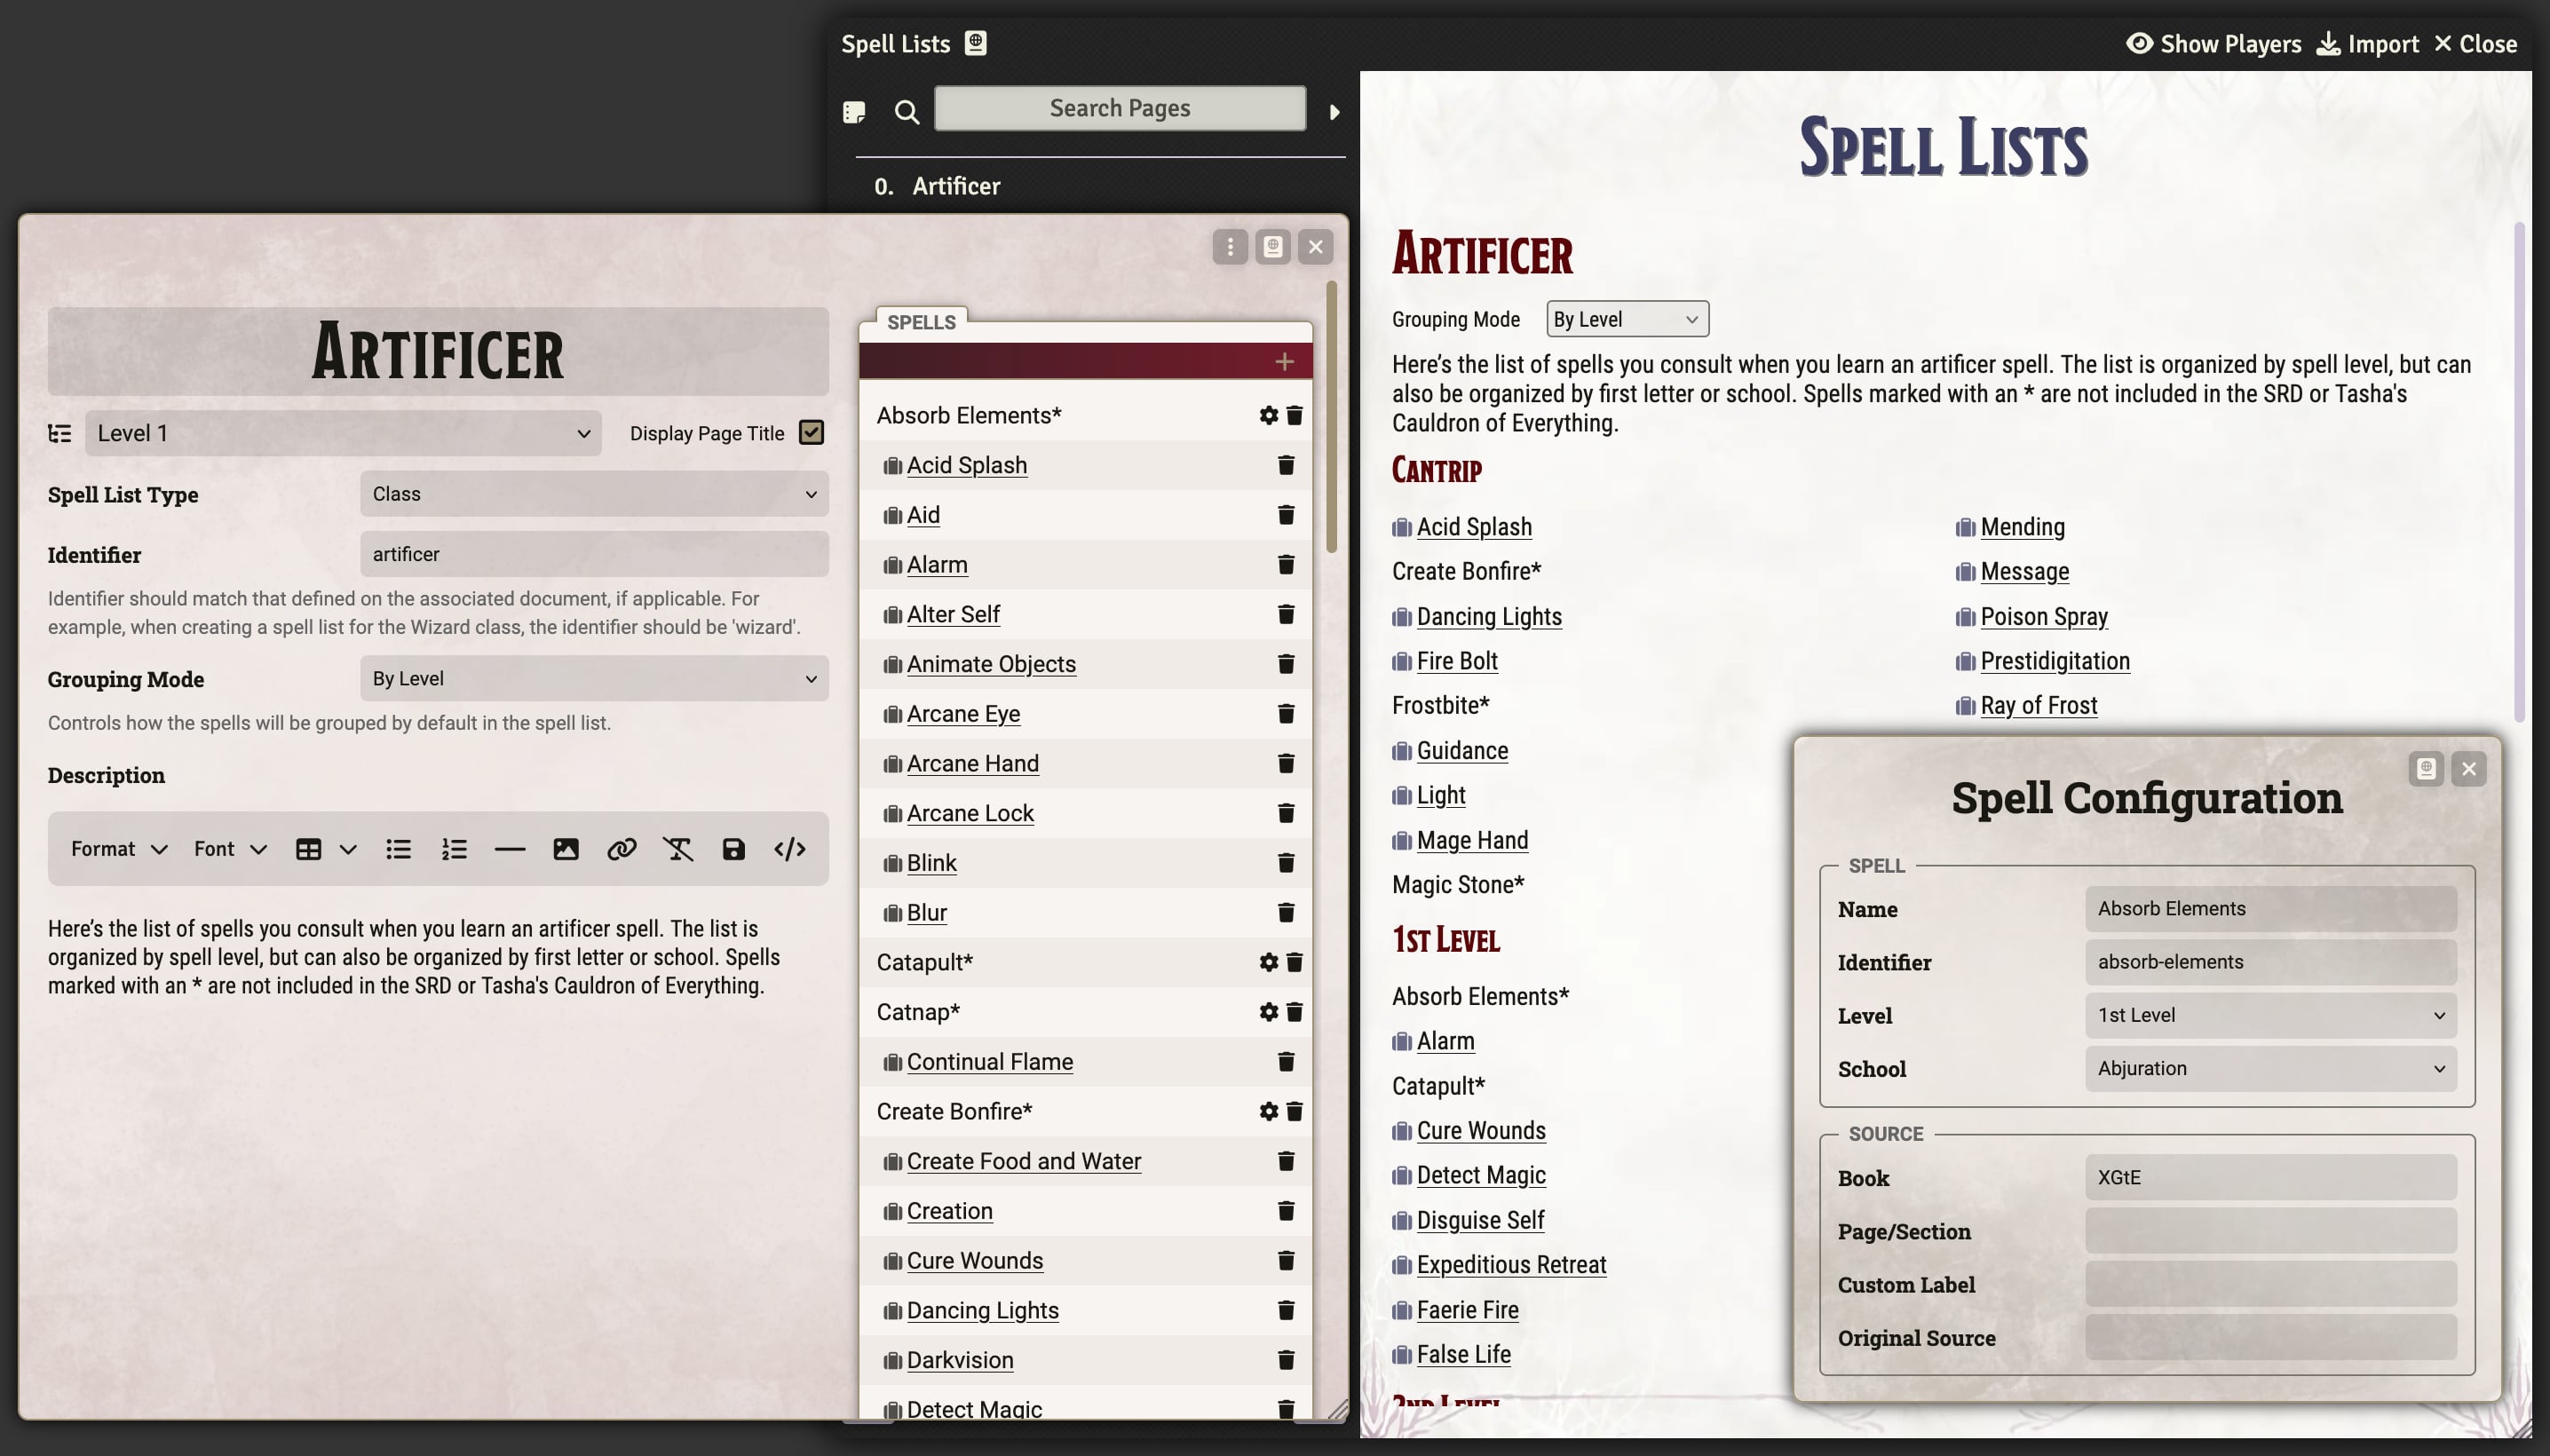 Spell Lists
Show Players
Import
Close
Search Pages
0. Artificer
Artificer
Level 1
Display Page Title
Spell List Type
Class
Identifier
artificer
Identifier should match that defined on the associated document, if applicable. For
example, when creating a spell list for the Wizard class, the identifier should be 'wizard'.
Grouping Mode
By Level
Controls how the spells will be grouped by default in the spell list.
Description
Format
Font
Here’s the list of spells you consult when you learn an artificer spell. The list is
organized by spell level, but can also be organized by first letter or school. Spells
marked with an * are not included in the SRD or Tasha's Cauldron of Everything.
SPELLS
Absorb Elements*
Acid Splash
Aid
Alarm
Alter Self
Animate Objects
Arcane Eye
Arcane Hand
Arcane Lock
Blink
Blur
Catapult*
Catnap*
Continual Flame
Create Bonfire*
Create Food and Water
Creation
Cure Wounds
Dancing Lights
Darkvision
Detect Magic
Spell Lists
Artificer
Grouping Mode
By Level
Here’s the list of spells you consult when you learn an artificer spell. The list is organized by spell level, but can
also be organized by first letter or school. Spells marked with an * are not included in the SRD or Tasha's
Cauldron of Everything.
Cantrip
Acid Splash
Create Bonfire*
Dancing Lights
Fire Bolt
Frostbite*
Guidance
Light
Mage Hand
Magic Stone*
Mending
Message
Poison Spray
Prestidigitation
Ray of Frost
1st Level
Absorb Elements*
Alarm
Catapult*
Cure Wounds
Detect Magic
Disguise Self
Expeditious Retreat
Faerie Fire
False Life
2nd Level
Spell Configuration
SPELL
Name
Absorb Elements
Identifier
absorb-elements
Level
1st Level
School
Abjuration
SOURCE
Book
XGtE
Page/Section
Custom Label
Original Source